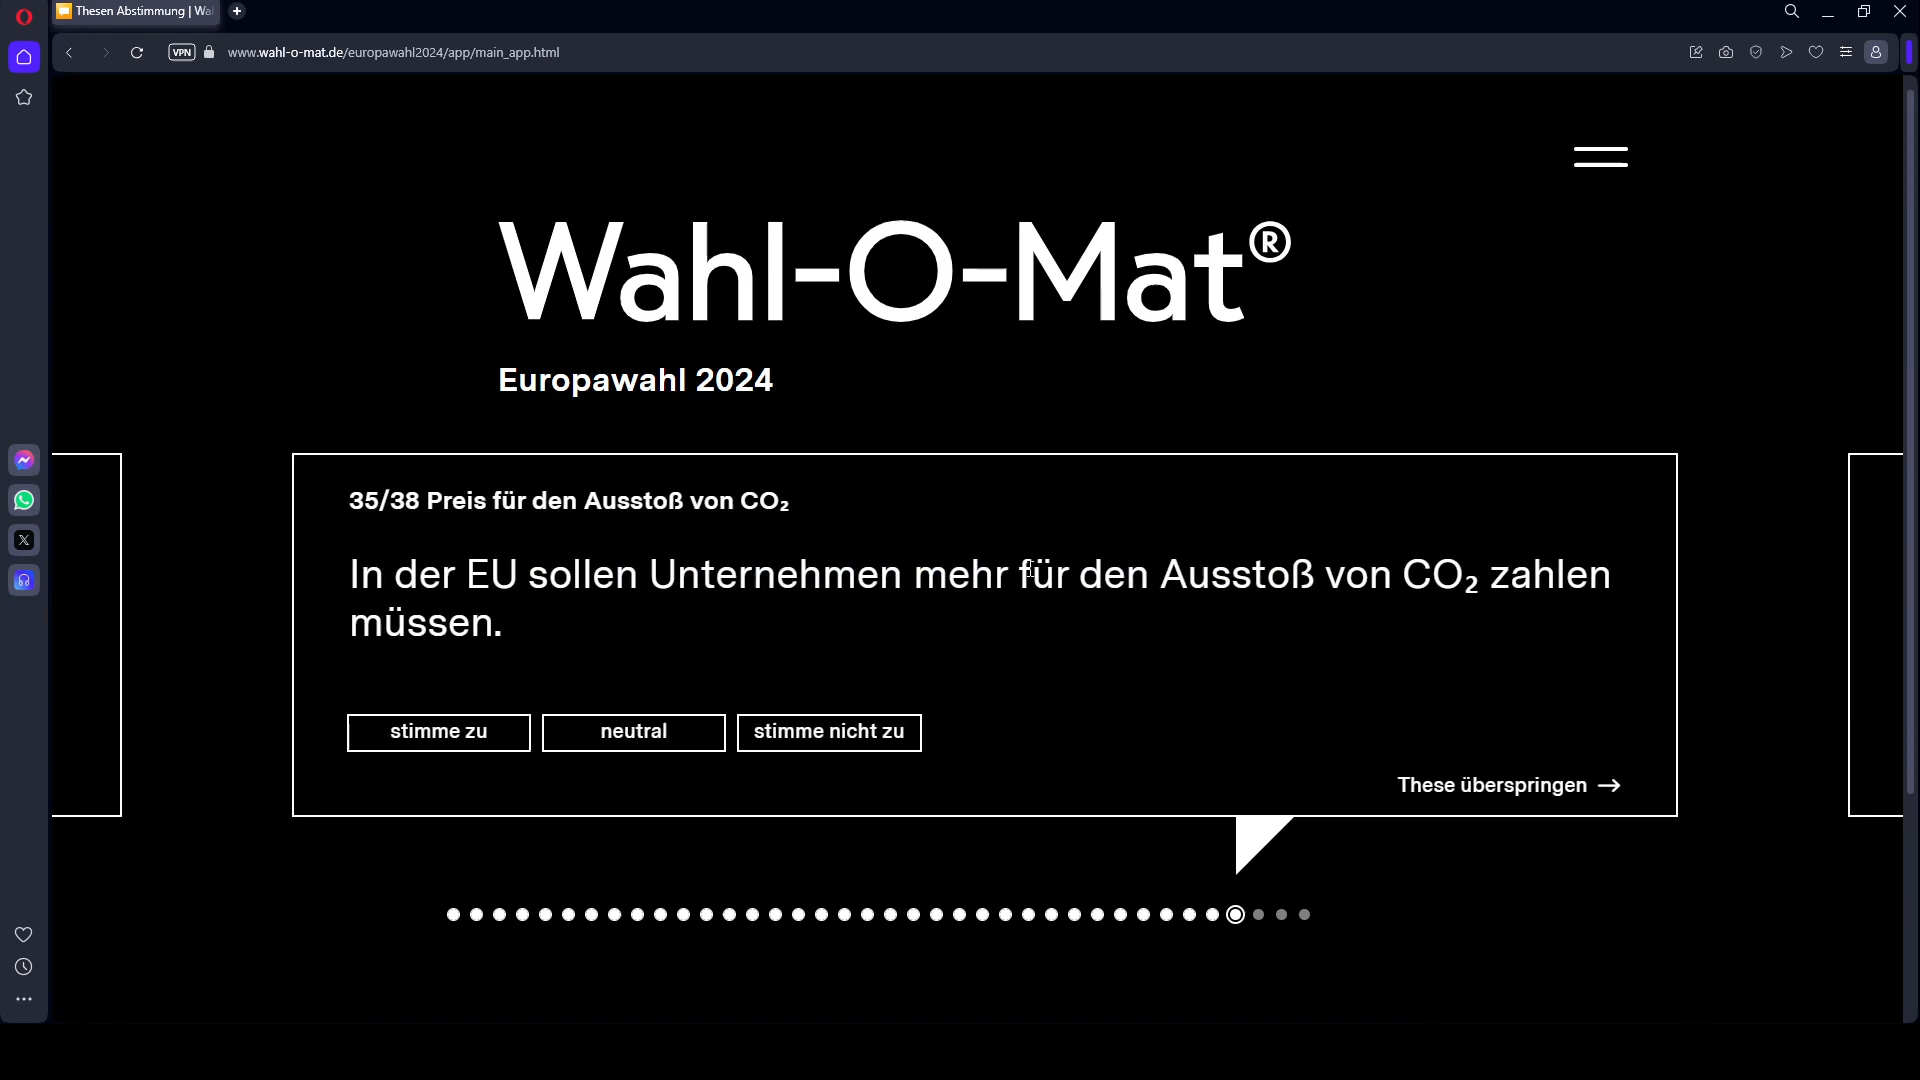 Thesen Abstimmung | Wa
VPN
www.wahl-o-mat.de/europawahl2024/app/main_app.html
Wahl-O-Mat®
Europawahl 2024
35/38 Preis für den Ausstoß von CO₂
In der EU sollen Unternehmen mehr für den Ausstoß von CO₂ zahlen
müssen.
stimme zu
neutral
stimme nicht zu
These überspringen →